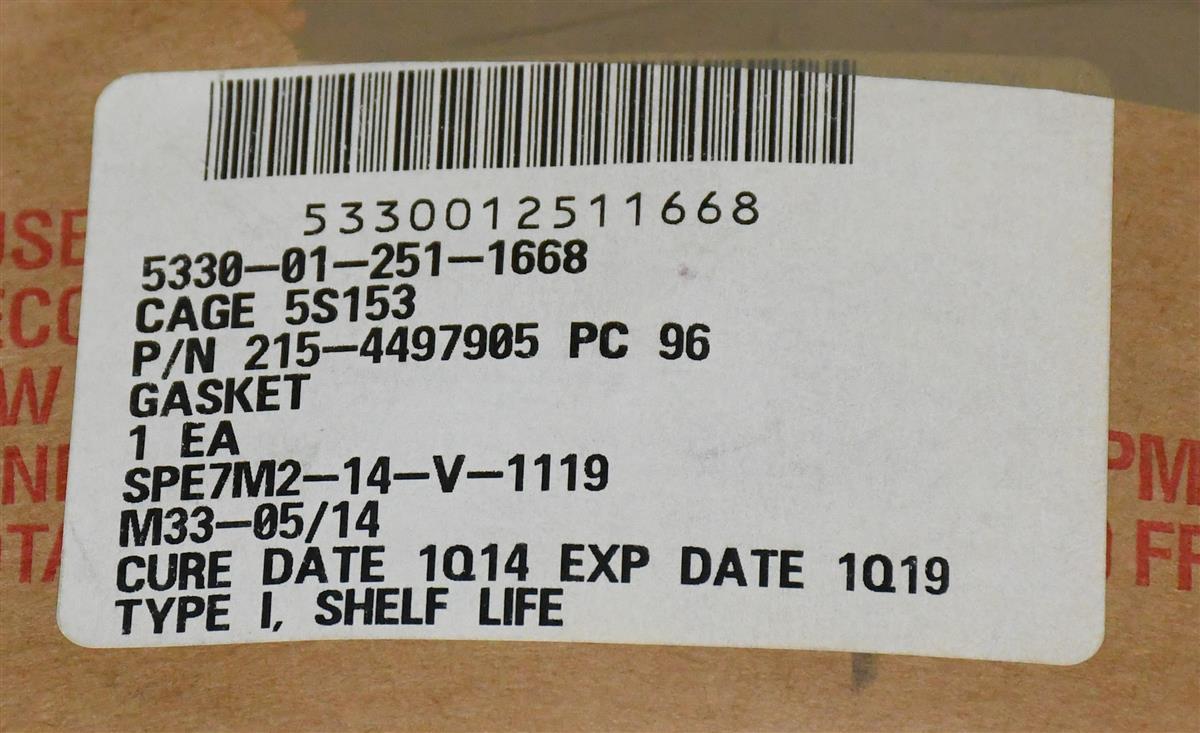 5330012511668
5330-01-251-1668
CAGE 5S153
P/N 215-4497905 PC 96
GASKET
1 EA
SPE7M2-14-V-1119
M33-05/14
CURE DATE 1Q14 EXP DATE 1Q19
TYPE I, SHELF LIFE